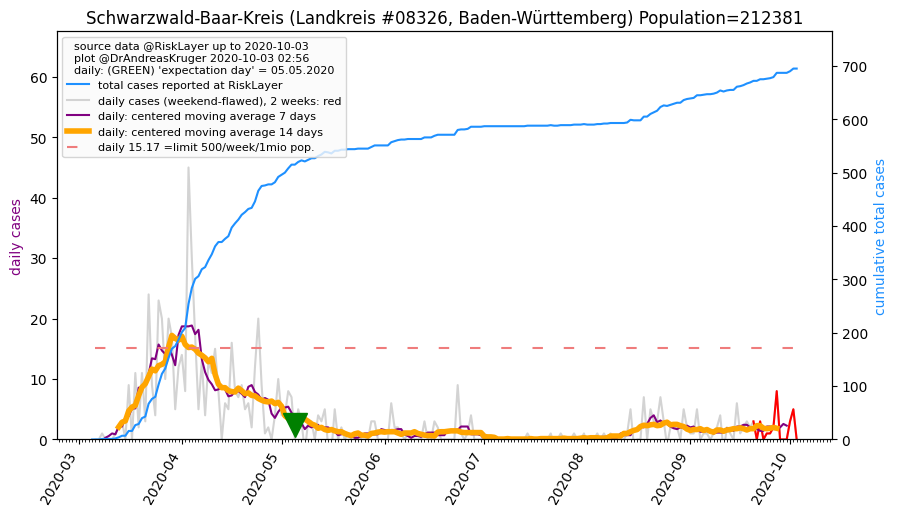 Schwarzwald-Baar-Kreis (Landkreis #08326, Baden-Württemberg) Population=212381
source data @RiskLayer up to 2020-10-03
plot @DrAndreasKruger 2020-10-03 02:56
daily: (GREEN) 'expectation day' = 05.05.2020
total cases reported at RiskLayer
daily cases (weekend-flawed), 2 weeks: red
daily: centered moving average 7 days
daily: centered moving average 14 days
daily 15.17 =limit 500/week/1mio pop.
daily cases
60
50
40
30
20
10
0
700
600
500
400
300
200
100
0
cumulative total cases
2020-03
2020-04
2020-05
2020-06
2020-07
2020-08
2020-09
2020-10